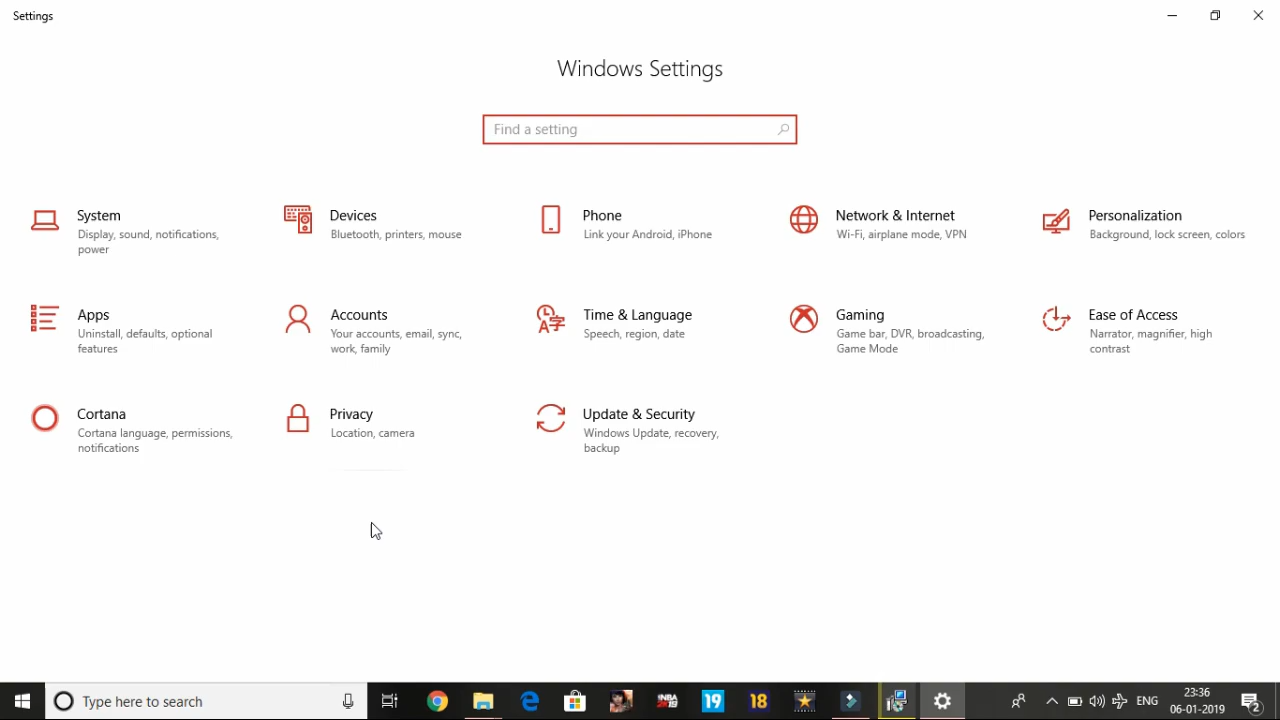 Settings
Windows Settings
Find a setting
System
Display, sound, notifications,
power
Devices
Bluetooth, printers, mouse
Phone
Link your Android, iPhone
Network & Internet
Wi-Fi, airplane mode, VPN
Personalization
Background, lock screen, colors
Apps
Uninstall, defaults, optional
features
Accounts
Your accounts, email, sync,
work, family
Time & Language
Speech, region, date
Gaming
Game bar, DVR, broadcasting,
Game Mode
Ease of Access
Narrator, magnifier, high
contrast
Cortana
Cortana language, permissions,
notifications
Privacy
Location, camera
Update & Security
Windows Update, recovery,
backup
Type here to search
NBA
19
18
ENG
23:36
06-01-2019
2